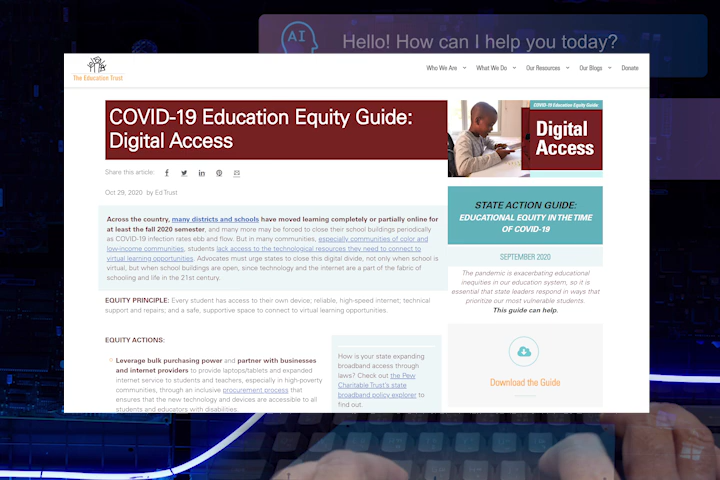 AI
Hello! How can I help you today?
The Education Trust
Who We Are What We Do Our Resources Our Blogs Donate
COVID-19 Education Equity Guide:
Digital Access
Share this article:
Oct 29, 2020 by Ed Trust
Across the country, many districts and schools have moved learning completely or partially online for
at least the fall 2020 semester, and many more may be forced to close their school buildings periodically
as COVID-19 infection rates ebb and flow. But in many communities, especially communities of color and
low-income communities, students lack access to the technological resources they need to connect to
virtual learning opportunities. Advocates must urge states to close this digital divide, not only when school is
virtual, but when school buildings are open, since technology and the internet are a part of the fabric of
schooling and life in the 21st century.
EQUITY PRINCIPLE: Every student has access to their own device; reliable, high-speed internet; technical
support and repairs; and a safe, supportive space to connect to virtual learning opportunities.
EQUITY ACTIONS:
Leverage bulk purchasing power and partner with businesses
and internet providers to provide laptops/tablets and expanded
internet service to students and teachers, especially in high-poverty
communities, through an inclusive procurement process that
ensures that the new technology and devices are accessible to all
students and educators with disabilities.
How is your state expanding
broadband access through
laws? Check out the Pew
Charitable Trust's state
broadband policy explorer to
find out.
COVID-19 Education Equity Guide:
Digital
Access
STATE ACTION GUIDE:
EDUCATIONAL EQUITY IN THE TIME
OF COVID-19
SEPTEMBER 2020
The pandemic is exacerbating educational
inequities in our education system, so it is
essential that state leaders respond in ways that
prioritize our most vulnerable students.
This guide can help.
Download the Guide